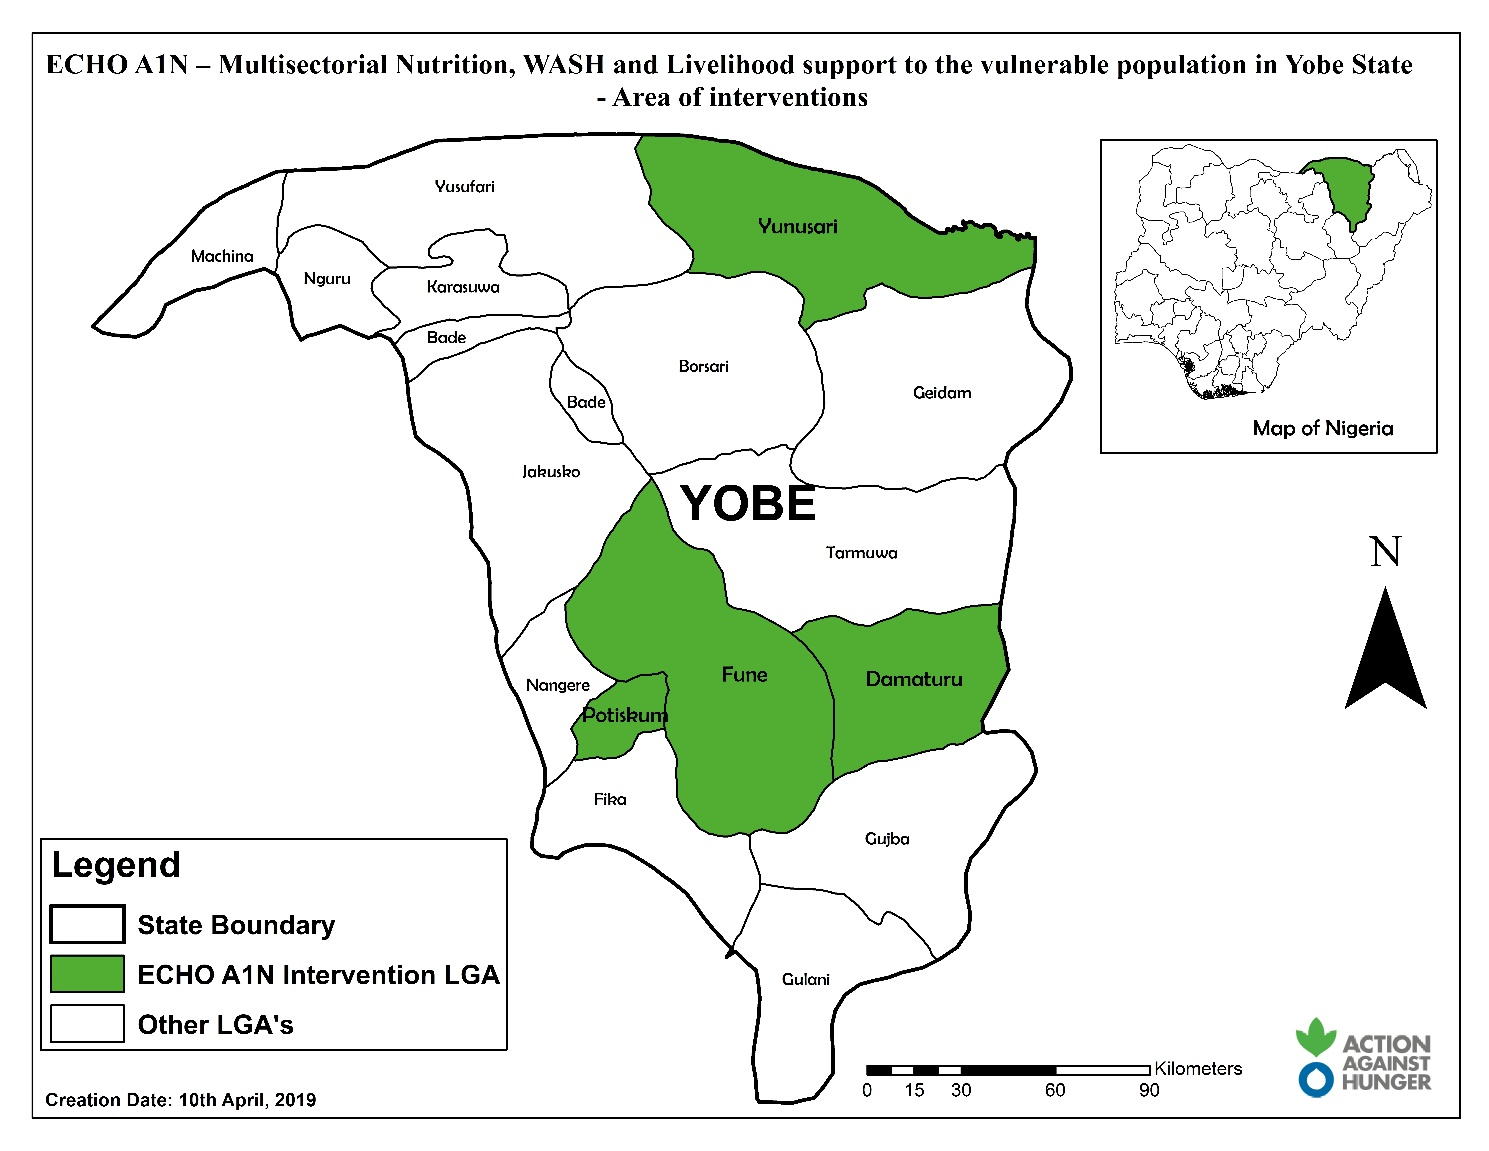 ECHO A1N – Multisectorial Nutrition, WASH and Livelihood support to the vulnerable population in Yobe State
- Area of interventions
Yusufari
Yunusari
Machina
Nguru
Karasuwa
Bade
Borsari
Geidam
Bade
Map of Nigeria
Jakusko
YOBE
Tarmuwa
N
Fune
Damaturu
Nangere
Potiskum
Fika
Gujba
Gulani
Legend
State Boundary
ECHO A1N Intervention LGA
Other LGA's
Kilometers
0 15 30 60 90
ACTION
AGAINST
HUNGER
Creation Date: 10th April, 2019